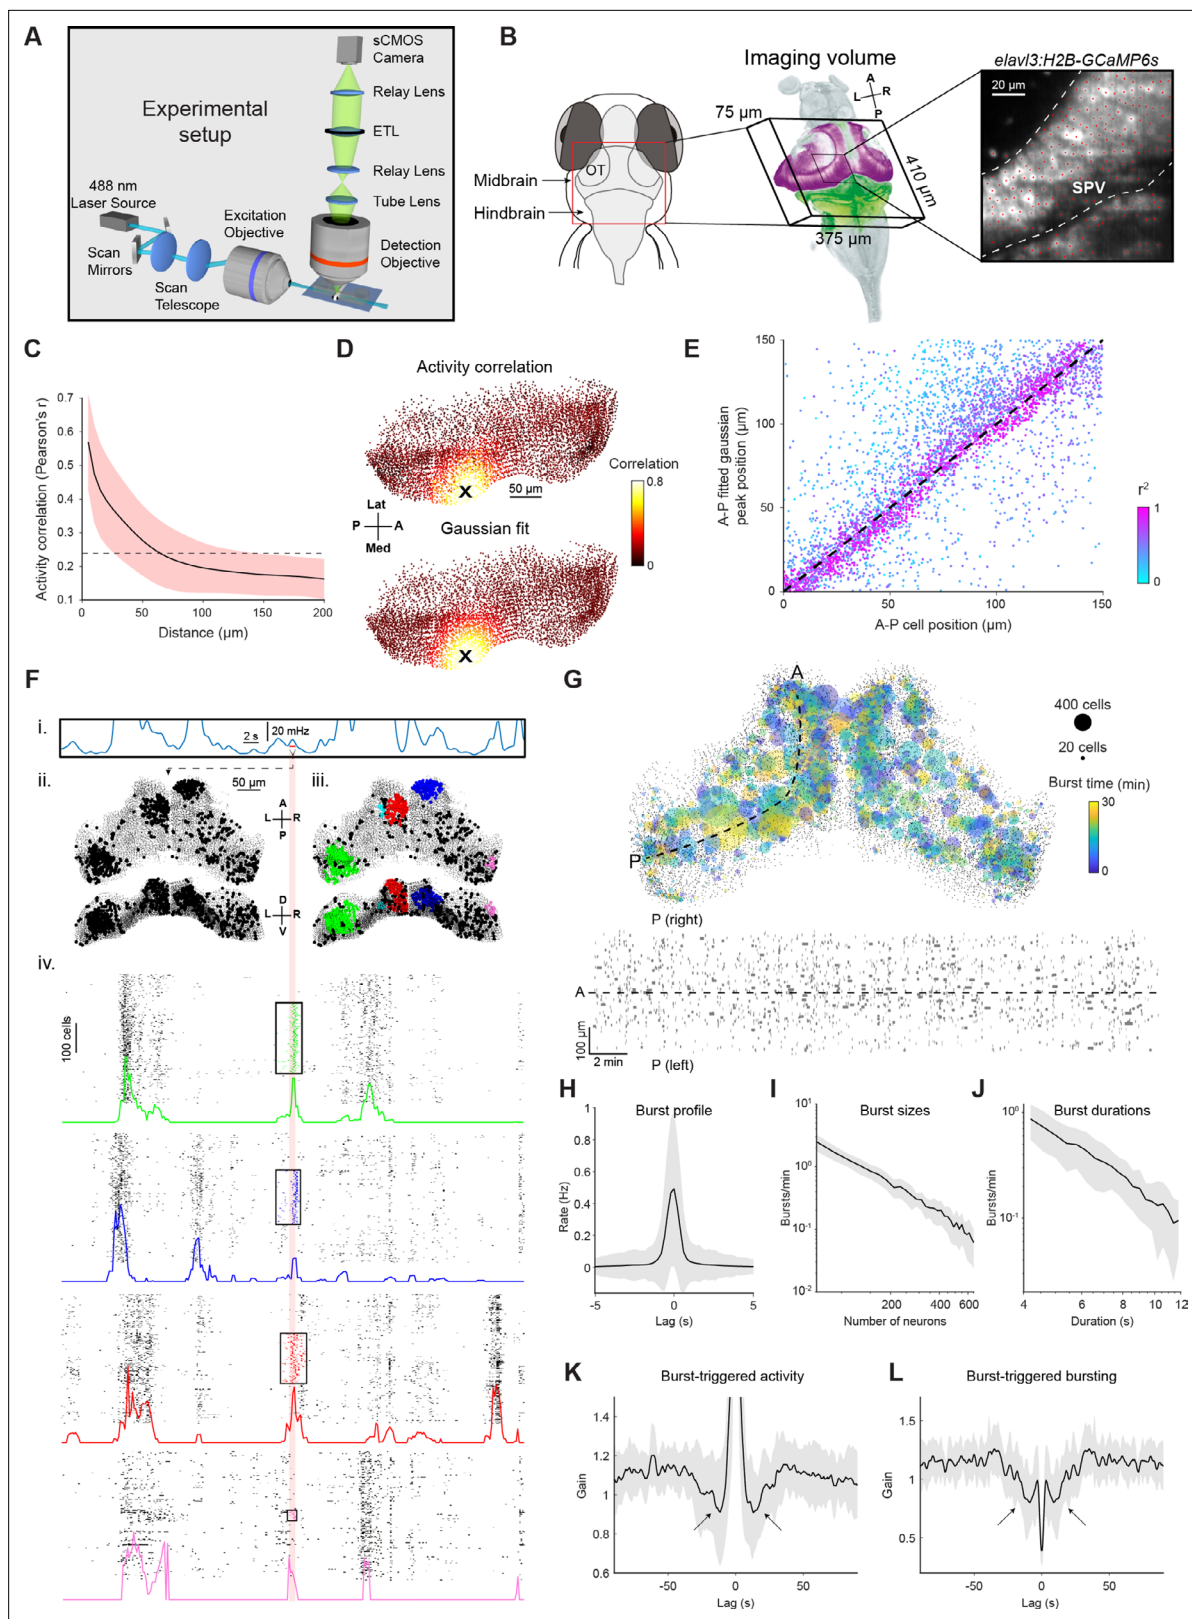 A
Experimental
setup
sCMOS
Camera
Relay Lens
ETL
Relay Lens
Tube Lens
488 nm
Laser Source
Excitation
Objective
Detection
Objective
Scan
Mirrors
Scan
Telescope
B
Imaging volume
elavl3:H2B-GCaMP6s
A
L R
P
75 µm
410 µm
375 µm
OT
Midbrain
Hindbrain
20 µm
SPV
C
Activity correlation (Pearson's r)
0.7
0.6
0.5
0.4
0.3
0.2
0.1
0 50 100 150 200
Distance (µm)
D
Activity correlation
X
50 µm
Correlation
0.8
0
Lat
P A
Med
Gaussian fit
X
E
A-P fitted gaussian
peak position (µm)
150
100
50
0
0 50 100 150
A-P cell position (µm)
r²
1
0
F
i.
2 s
20 mHz
ii.
50 µm
iii.
A
L R
P
D
L R
V
iv.
100 cells
G
A
P
400 cells
20 cells
Burst time (min)
30
0
P (right)
A
100 µm
2 min
P (left)
H
Burst profile
Rate (Hz)
1
0.8
0.6
0.4
0.2
0
-5 0 5
Lag (s)
I
Burst sizes
Bursts/min
10¹
10⁰
10⁻¹
10⁻²
200 400 600
Number of neurons
J
Burst durations
Bursts/min
10⁰
10⁻¹
4 6 8 10 12
Duration (s)
K
Burst-triggered activity
Gain
1.4
1.2
1
0.8
0.6
-50 0 50
Lag (s)
L
Burst-triggered bursting
Gain
1.5
1
0.5
-50 0 50
Lag (s)